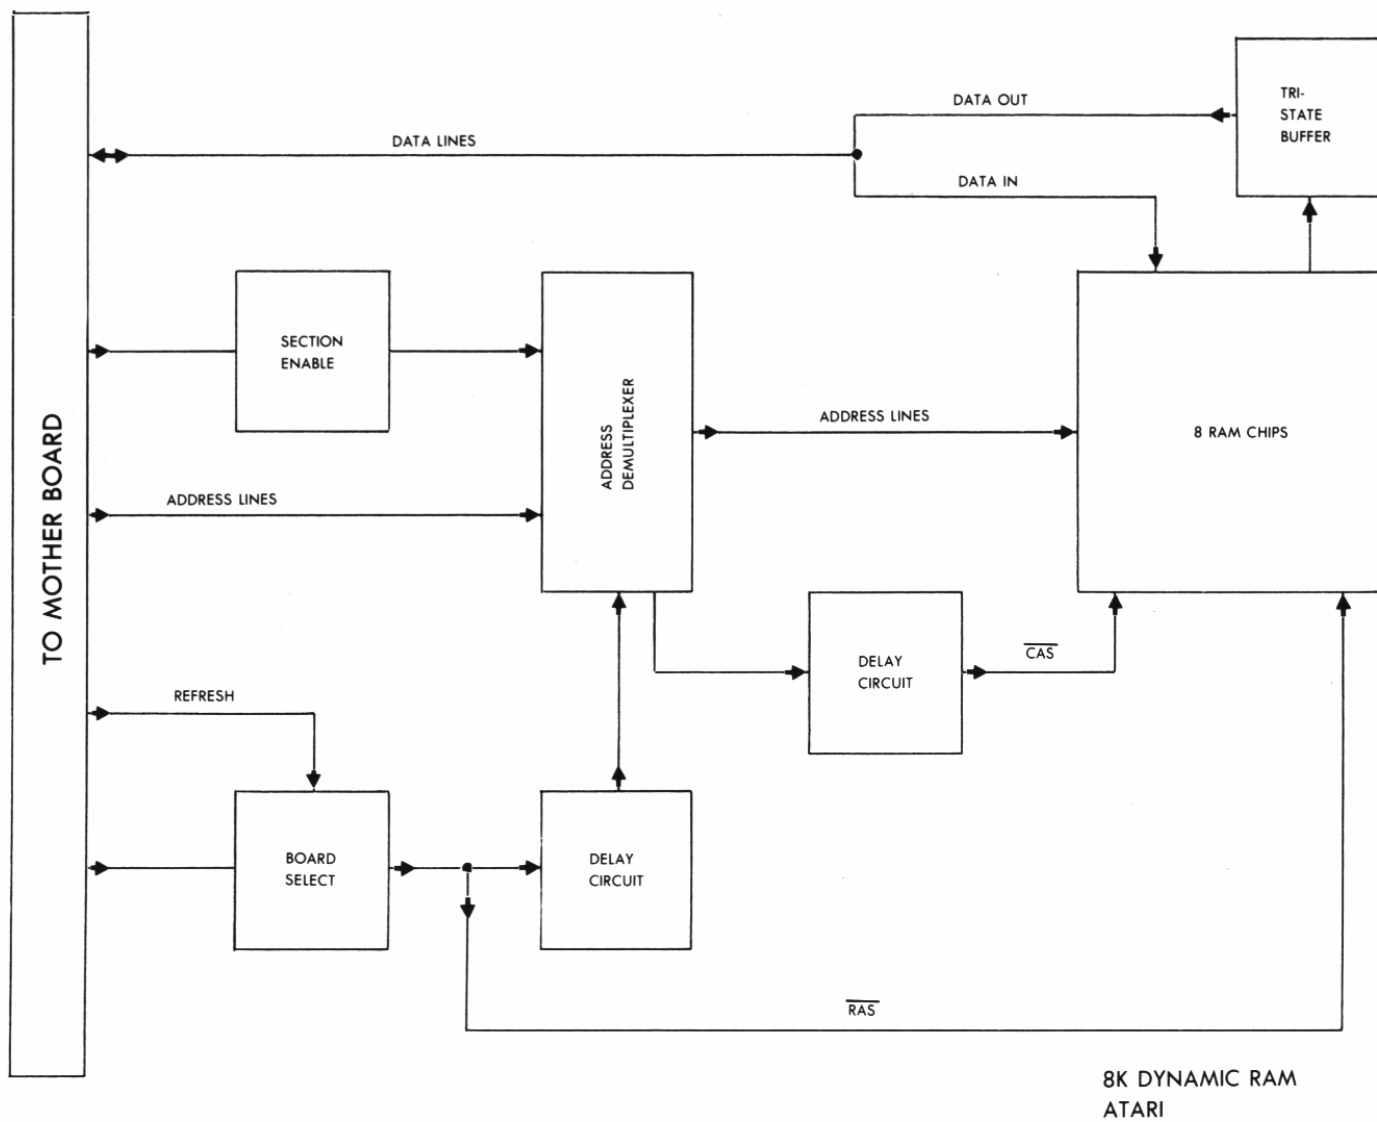 DATA OUT
TRI-
STATE
BUFFER
DATA LINES
DATA IN
SECTION
ENABLE
ADDRESS
DEMULTIPLEXER
ADDRESS LINES
8 RAM CHIPS
ADDRESS LINES
TO MOTHER BOARD
DELAY
CIRCUIT
CAS
REFRESH
BOARD
SELECT
DELAY
CIRCUIT
RAS
8K DYNAMIC RAM
ATARI